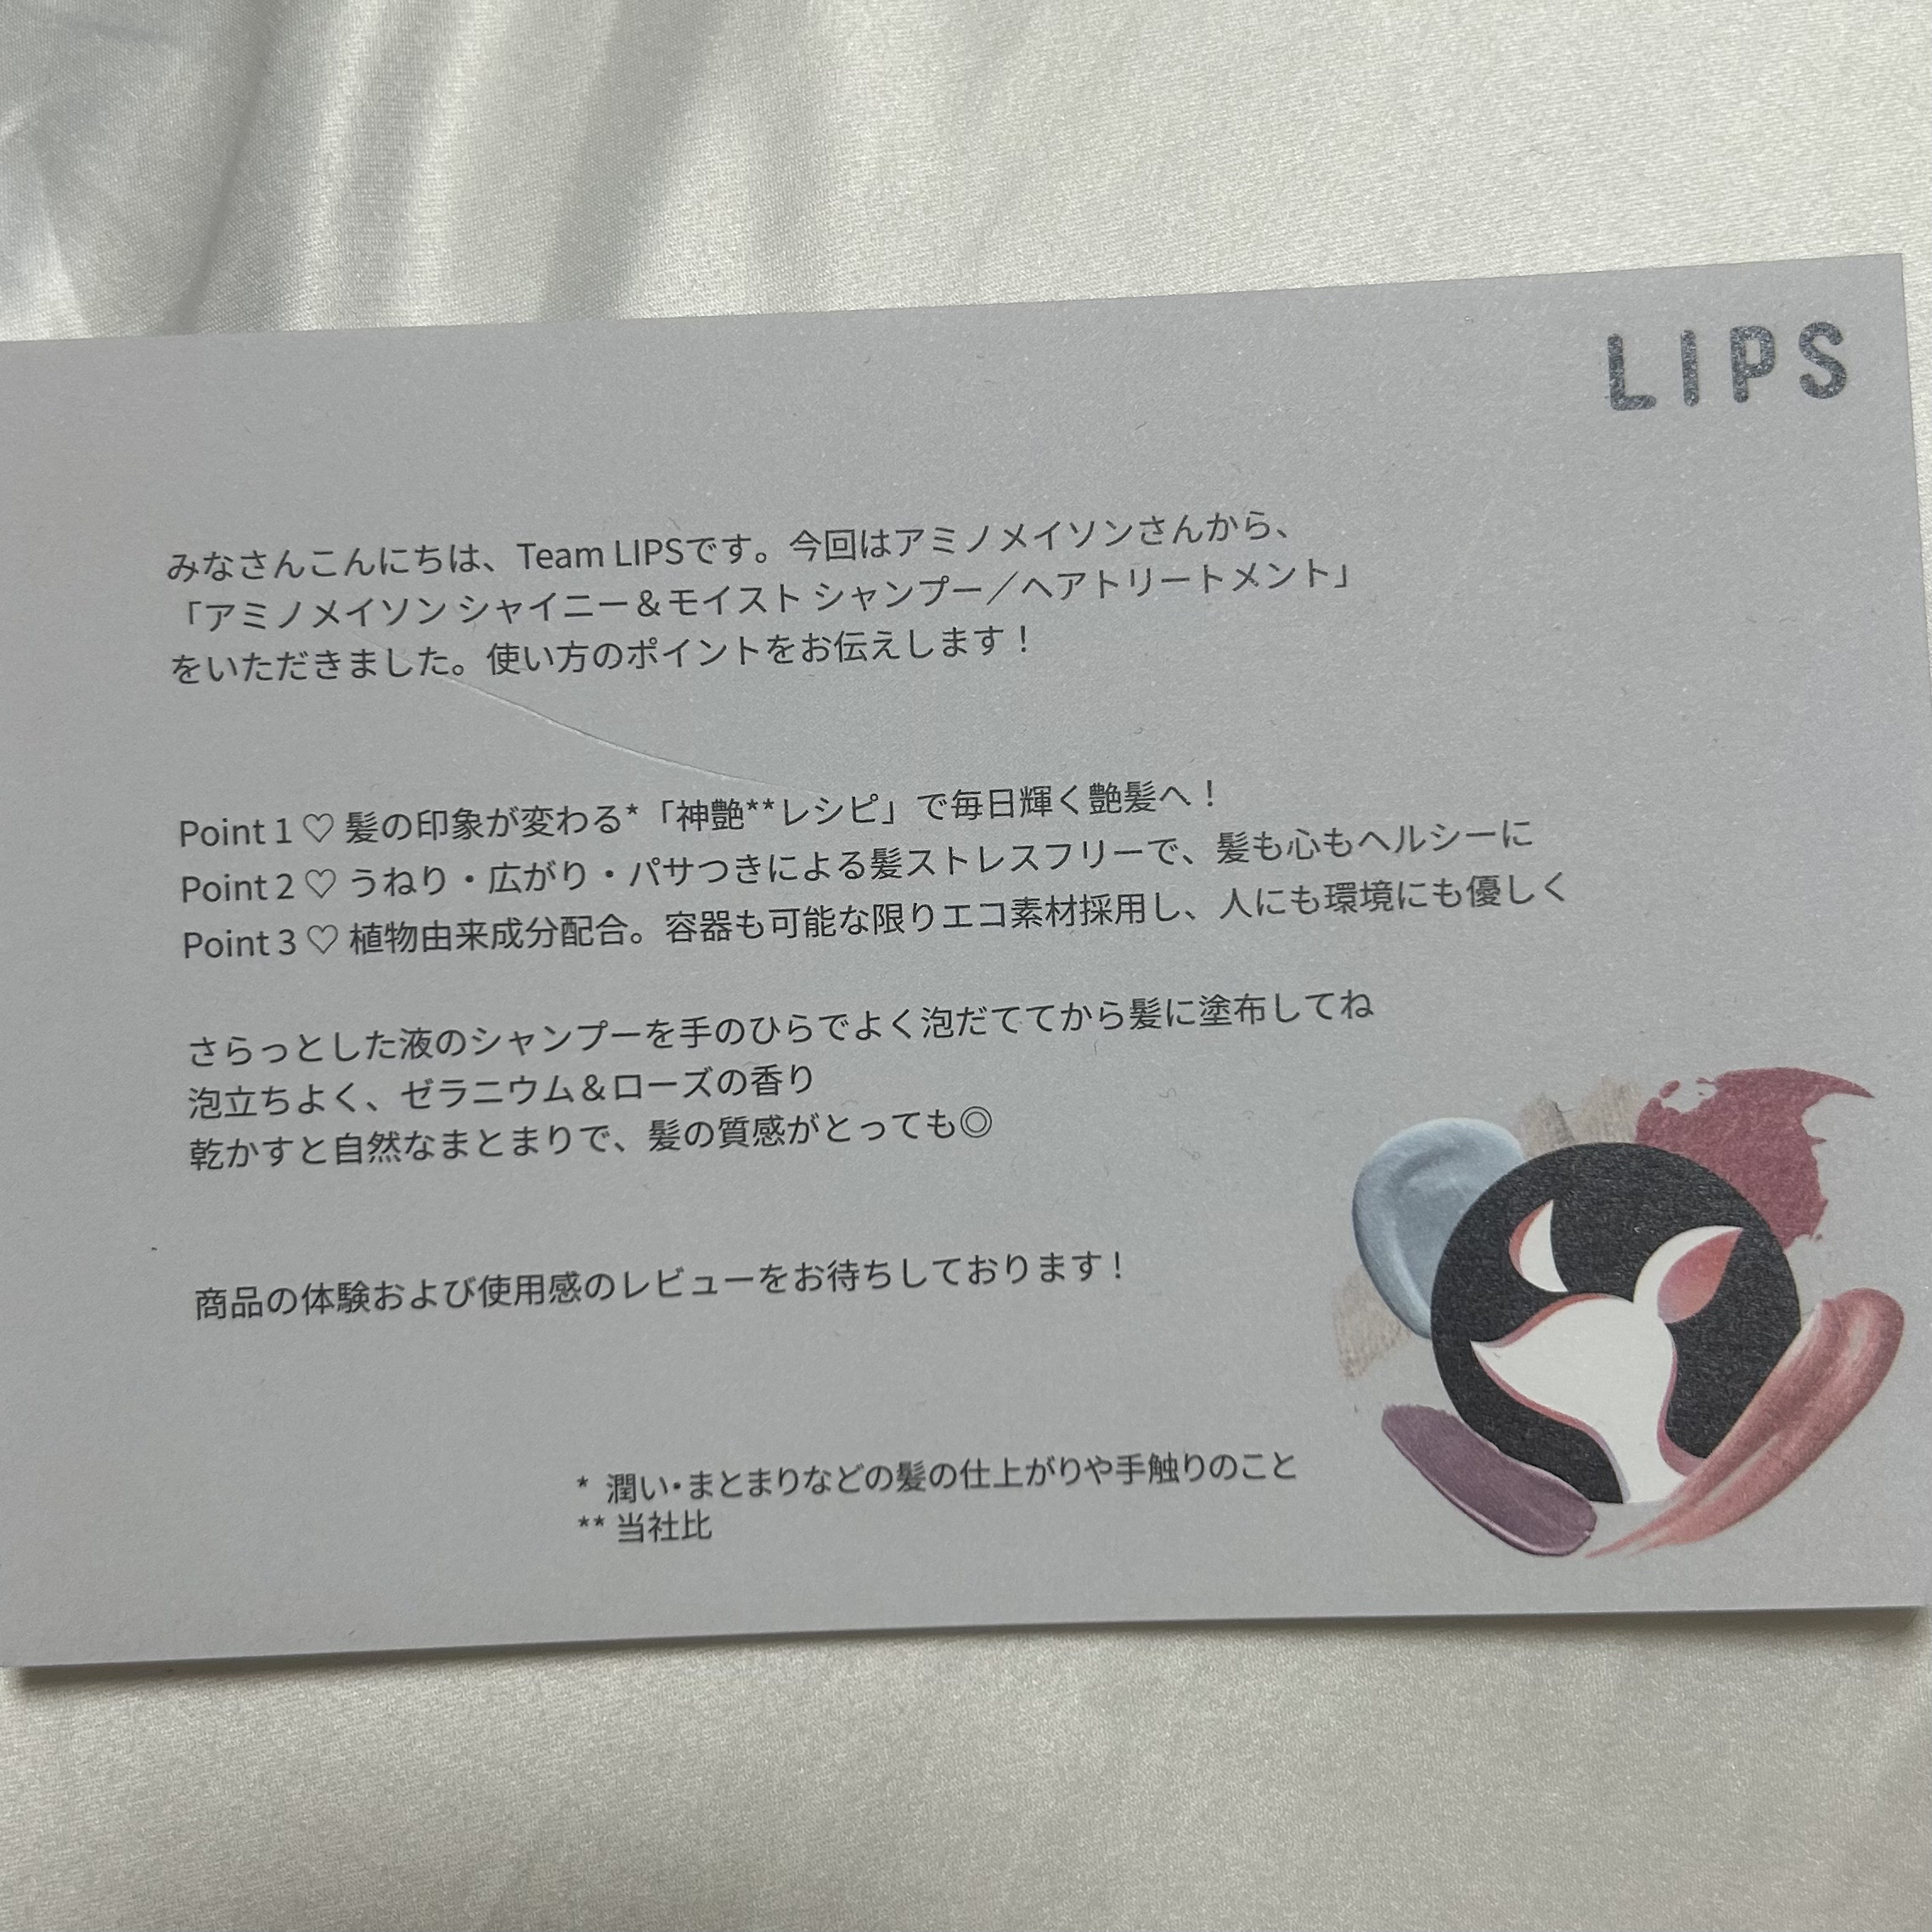 LIPS
みなさんこんにちは、Team LIPSです。今回はアミノメイソンさんから、
「アミノメイソン シャイニー＆モイスト シャンプー／ヘアトリートメント」
をいただきました。使い方のポイントをお伝えします！
Point 1 ♡ 髪の印象が変わる*「神艶**レシピ」で毎日輝く艶髪へ！
Point 2 ♡ うねり・広がり・パサつきによる髪ストレスフリーで、髪も心もヘルシーに
Point 3 ♡ 植物由来成分配合。容器も可能な限りエコ素材採用し、人にも環境にも優しく
さらっとした液のシャンプーを手のひらでよく泡だててから髪に塗布してね
泡立ちよく、ゼラニウム＆ローズの香り
乾かすと自然なまとまりで、髪の質感がとっても◎
商品の体験および使用感のレビューをお待ちしております！
* 潤い・まとまりなどの髪の仕上がりや手触りのこと
** 当社比